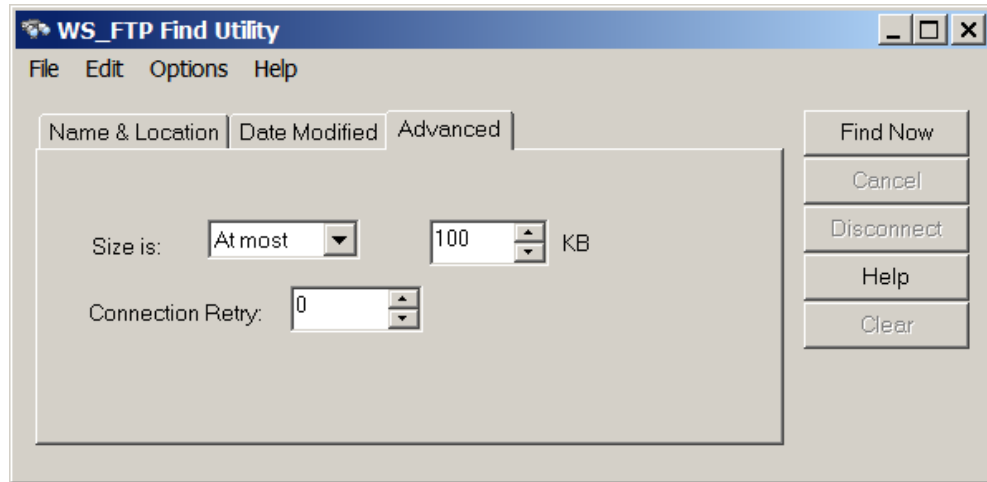 WS_FTP Find Utility
File Edit Options Help
Name & Location Date Modified Advanced
Find Now
Cancel
Size is: At most 100 KB
Disconnect
Help
Connection Retry: 0
Clear